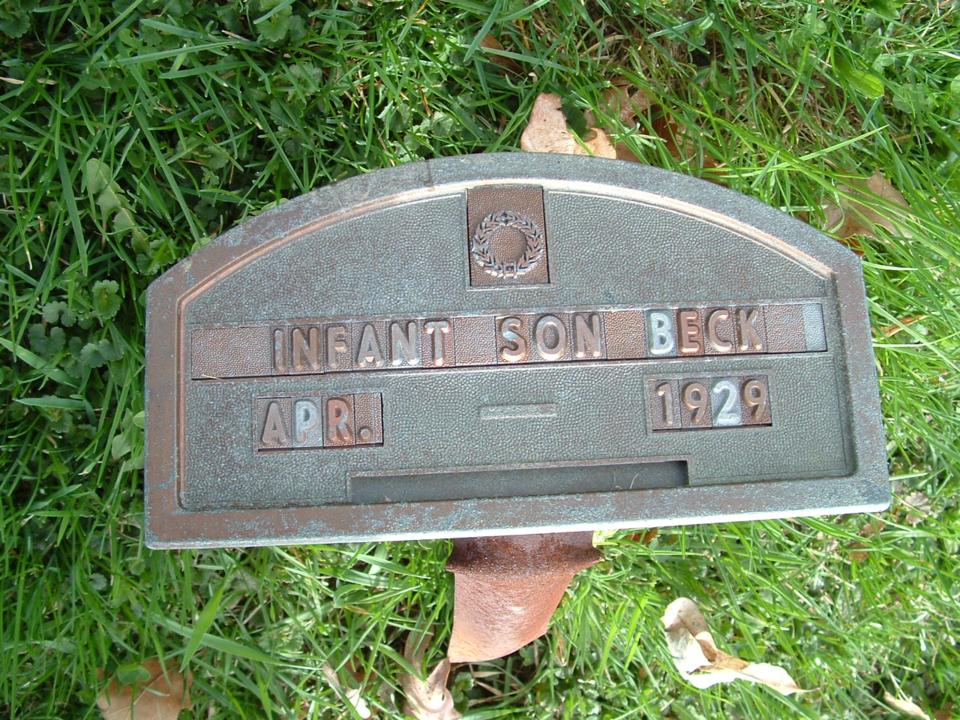 INFANT SON BECK
APR. — 1929